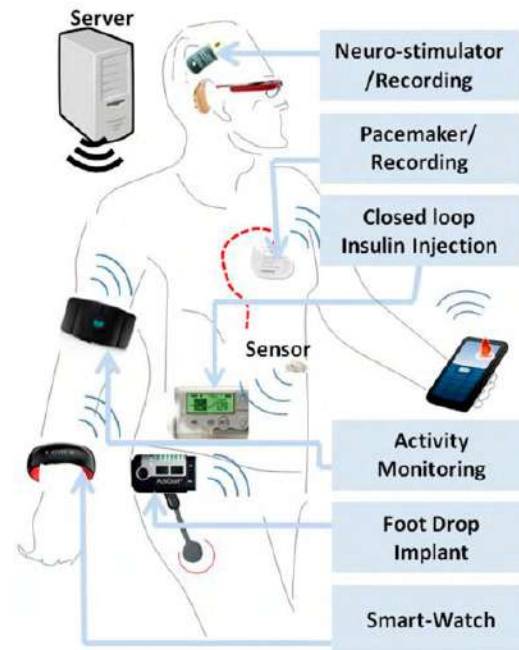 Server
Neuro-stimulator
/Recording
Pacemaker/
Recording
Closed loop
Insulin Injection
Sensor
Activity
Monitoring
Foot Drop
Implant
Smart-Watch